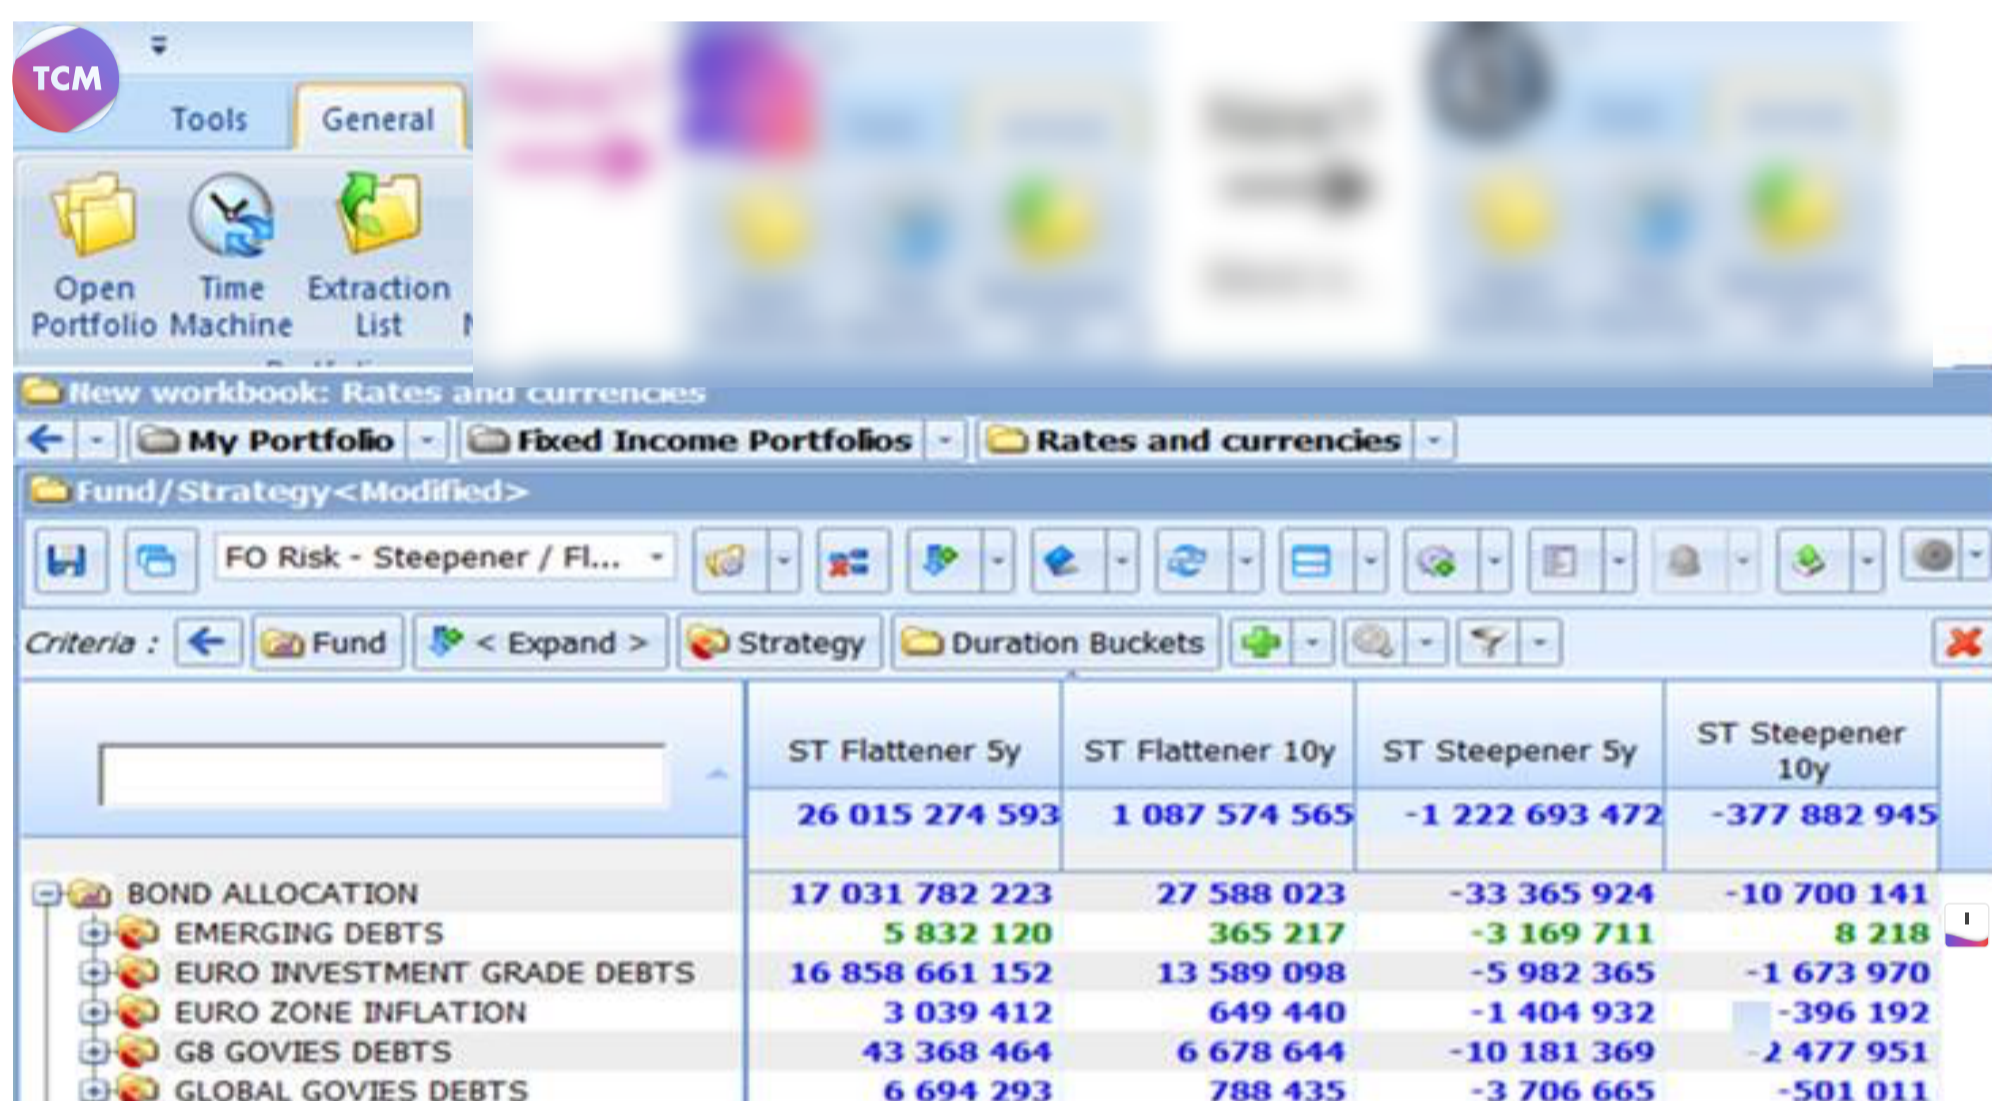 TCM
Tools General
Open Portfolio Time Machine Extraction List
New workbook: Rates and currencies
My Portfolio Fixed Income Portfolios Rates and currencies
Fund/Strategy<Modified>
FO Risk - Steepener / Fl...
Criteria : Fund < Expand > Strategy Duration Buckets
ST Flattener 5y ST Flattener 10y ST Steepener 5y ST Steepener 10y
26 015 274 593 1 087 574 565 -1 222 693 472 -377 882 945
BOND ALLOCATION 17 031 782 223 27 588 023 -33 365 924 -10 700 141
EMERGING DEBTS 5 832 120 365 217 -3 169 711 8 218
EURO INVESTMENT GRADE DEBTS 16 858 661 152 13 589 098 -5 982 365 -1 673 970
EURO ZONE INFLATION 3 039 412 649 440 -1 404 932 -396 192
G8 GOVIES DEBTS 43 368 464 6 678 644 -10 181 369 -2 477 951
GLOBAL GOVIES DEBTS 6 694 293 788 435 -3 706 665 -501 011